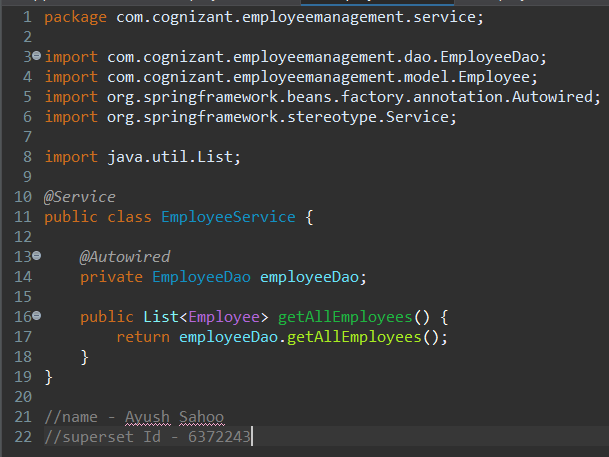 1 package com.cognizant.employeemanagement.service;
2
3 import com.cognizant.employeemanagement.dao.EmployeeDao;
4 import com.cognizant.employeemanagement.model.Employee;
5 import org.springframework.beans.factory.annotation.Autowired;
6 import org.springframework.stereotype.Service;
7
8 import java.util.List;
9
10 @Service
11 public class EmployeeService {
12
13     @Autowired
14     private EmployeeDao employeeDao;
15
16     public List<Employee> getAllEmployees() {
17         return employeeDao.getAllEmployees();
18     }
19 }
20
21 //name - Ayush Sahoo
22 //superset Id - 6372243